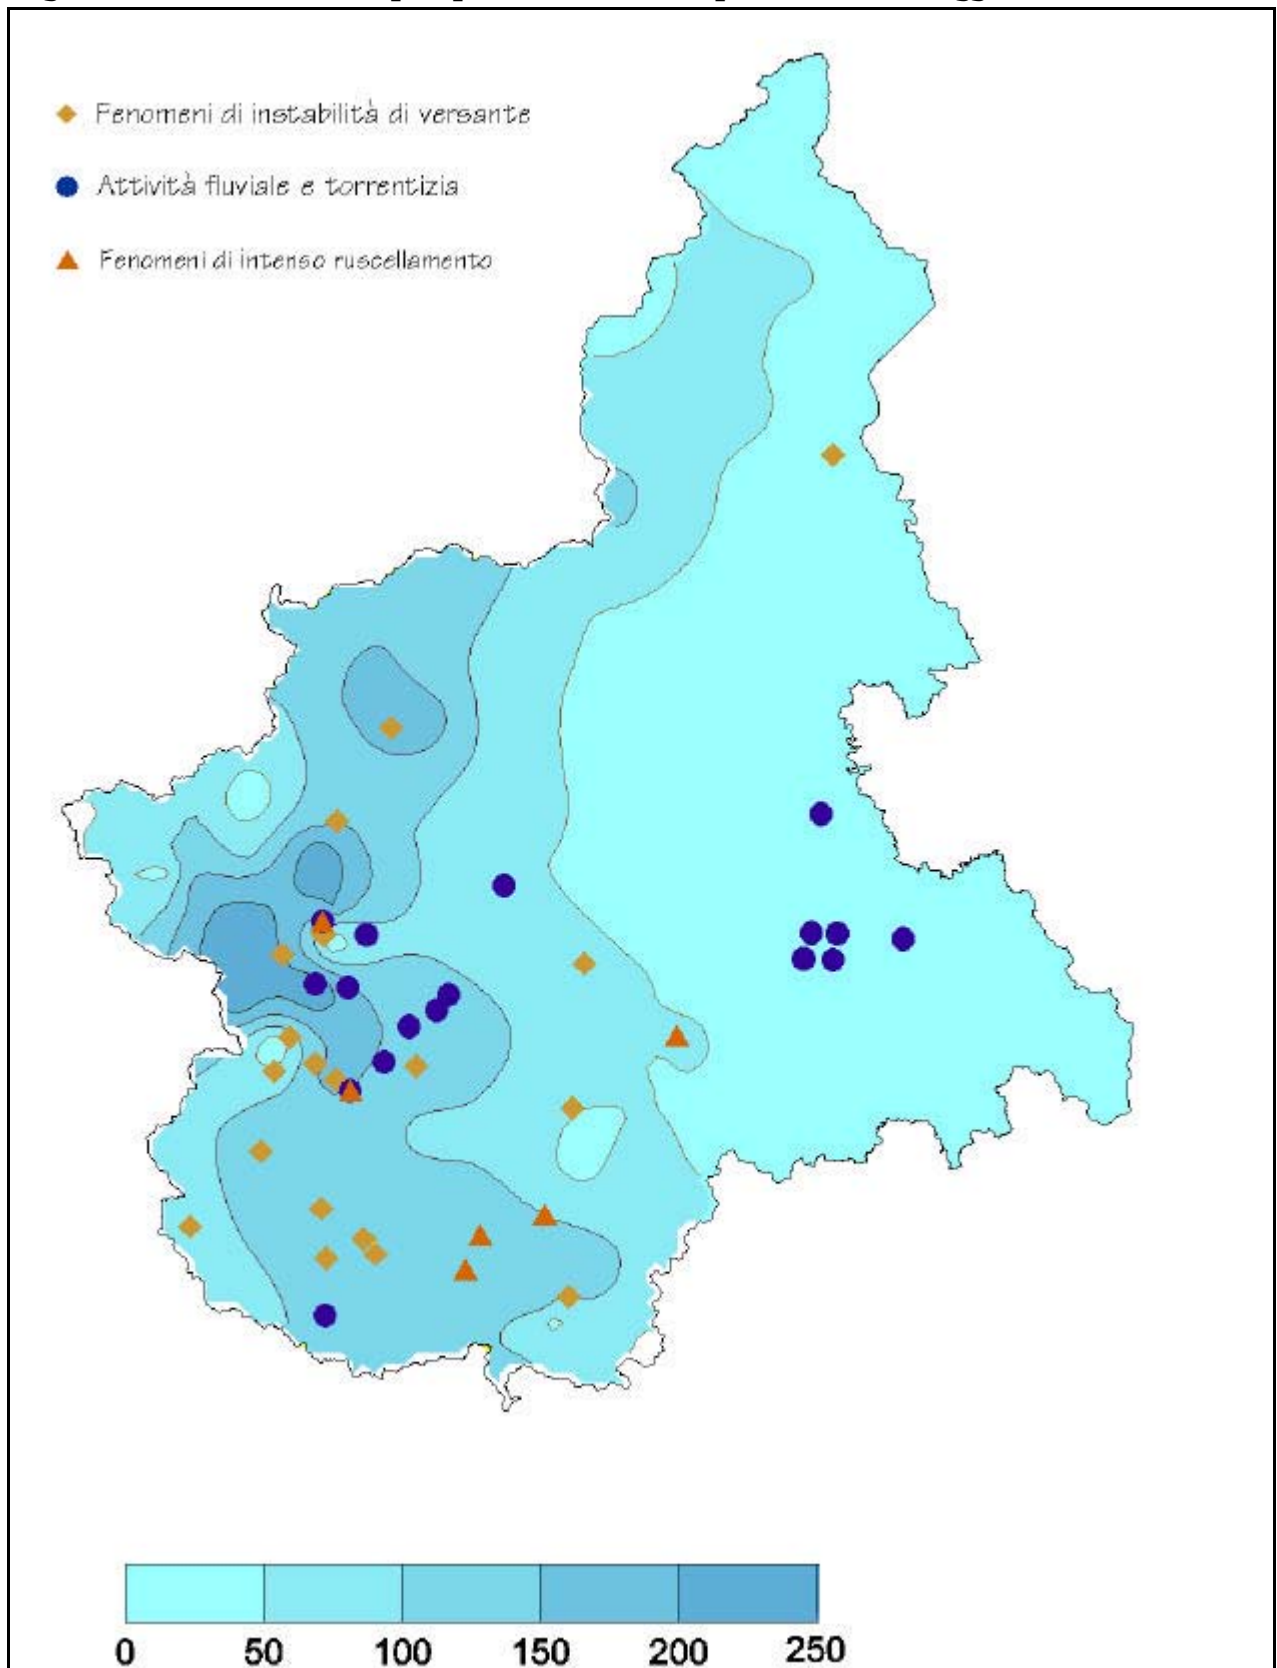 Fenomeni di instabilità di versante
Attività fluviale e torrentizia
Fenomeni di intenso ruscellamento
0 50 100 150 200 250